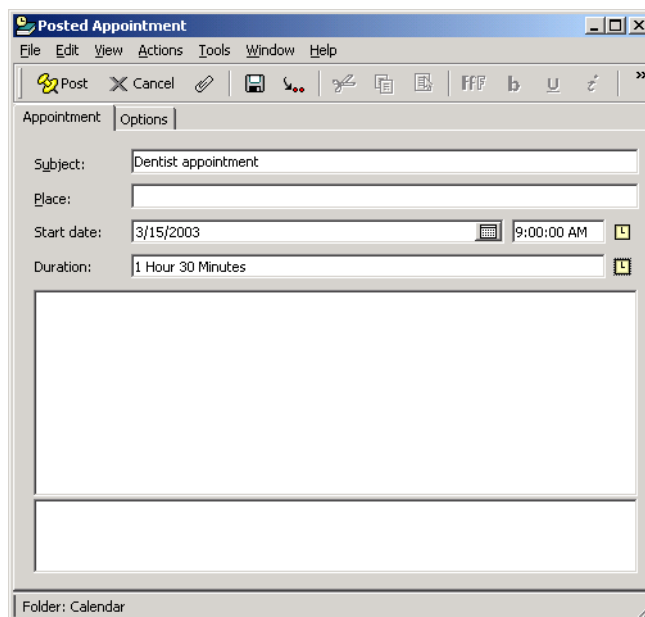 Posted Appointment
File Edit View Actions Tools Window Help
Post Cancel b u i »
Appointment Options
Subject: Dentist appointment
Place:
Start date: 3/15/2003 9:00:00 AM
Duration: 1 Hour 30 Minutes
Folder: Calendar